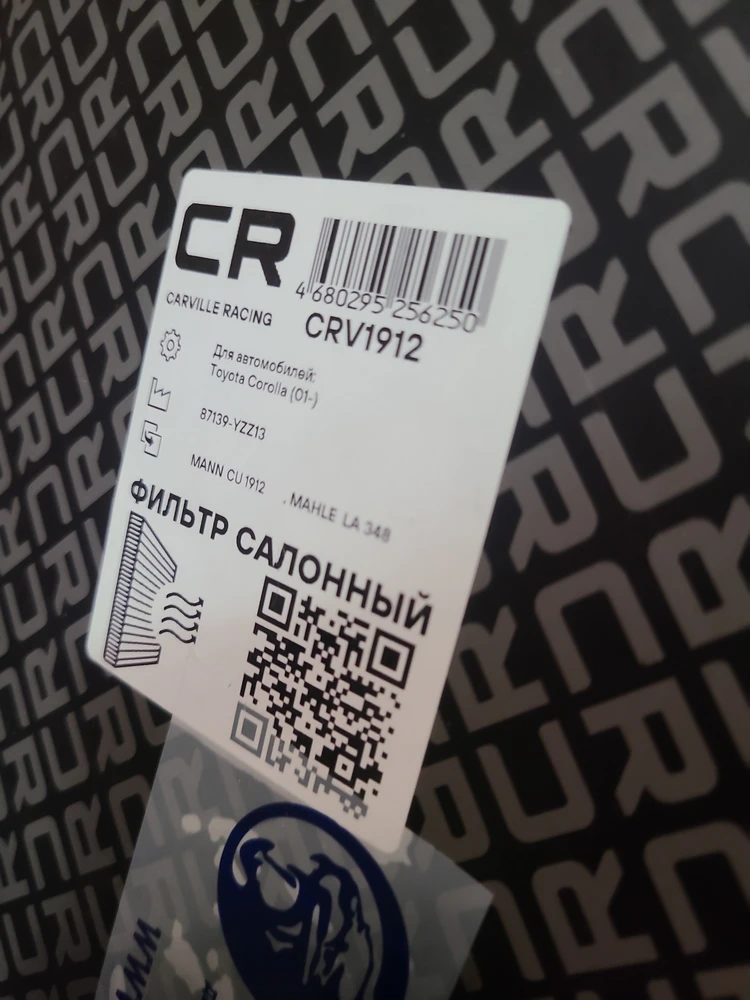 CR
4 680295 256250
CARVILLE RACING
CRV1912
Для автомобилей:
Toyota Corolla (01-)
87139-YZZ13
MANN CU 1912 , MAHLE LA 348
ФИЛЬТР САЛОННЫЙ